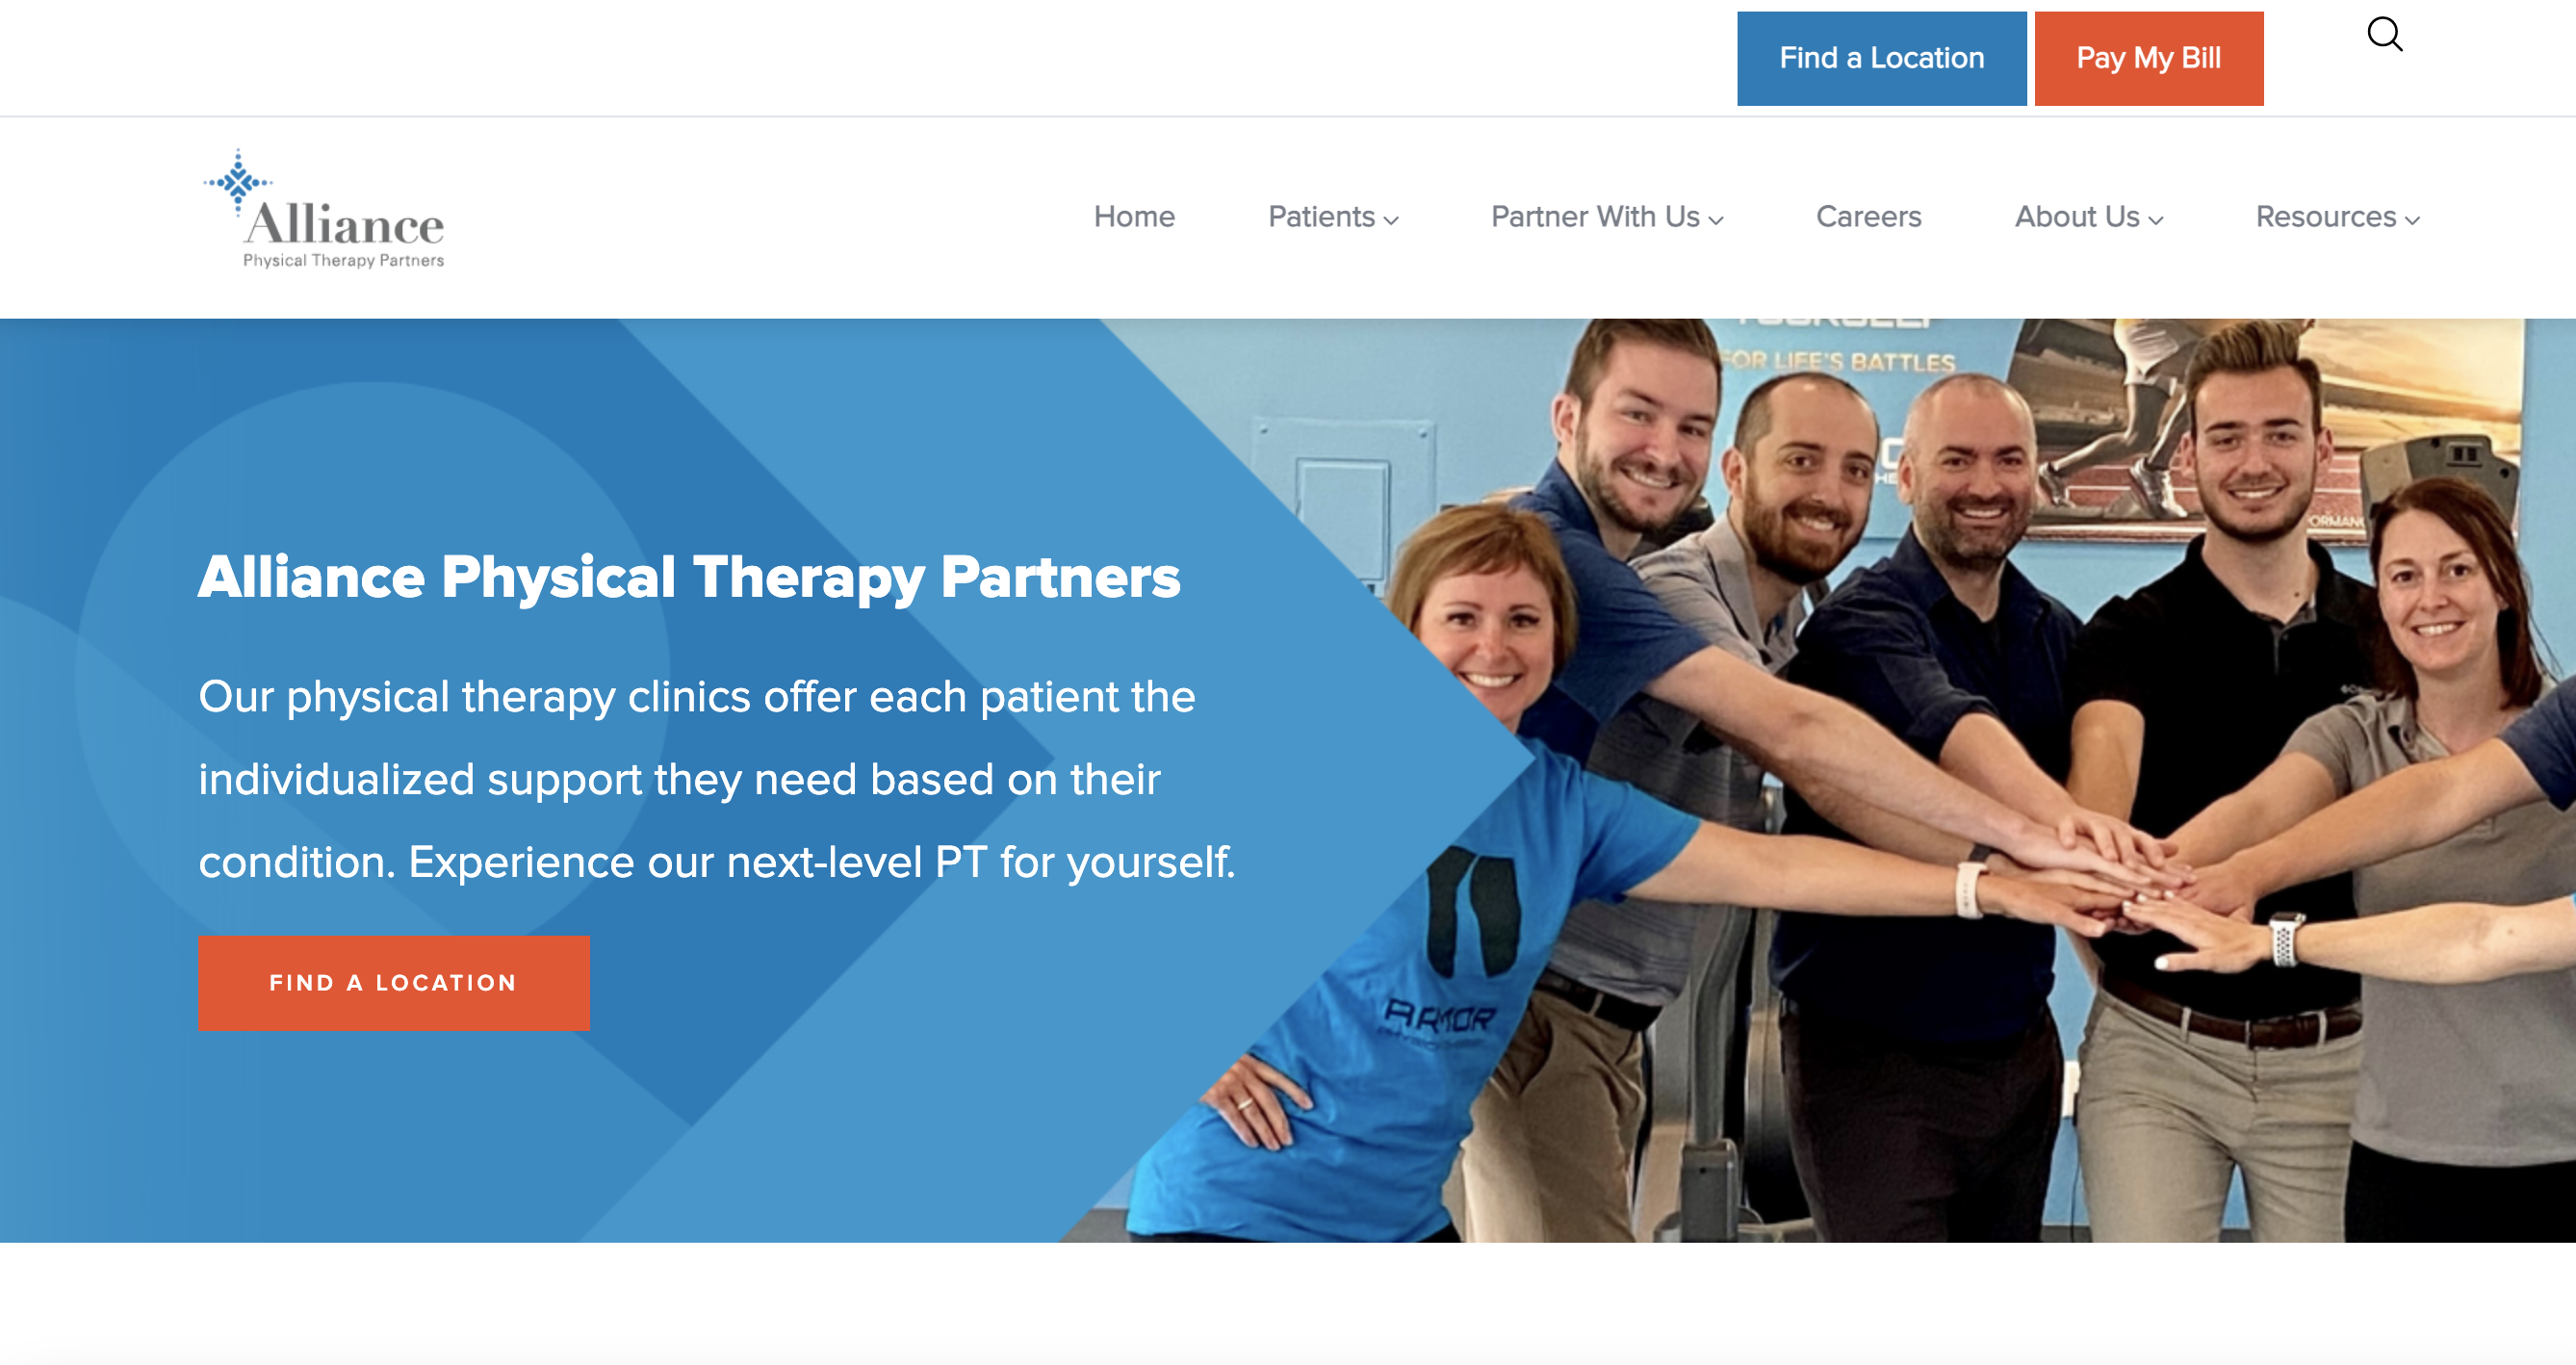 Find a Location
Pay My Bill
Alliance
Physical Therapy Partners
Home
Patients
Partner With Us
Careers
About Us
Resources
FOR LIFE'S BATTLES
Alliance Physical Therapy Partners
Our physical therapy clinics offer each patient the
individualized support they need based on their
condition. Experience our next-level PT for yourself.
FIND A LOCATION
ARMOR